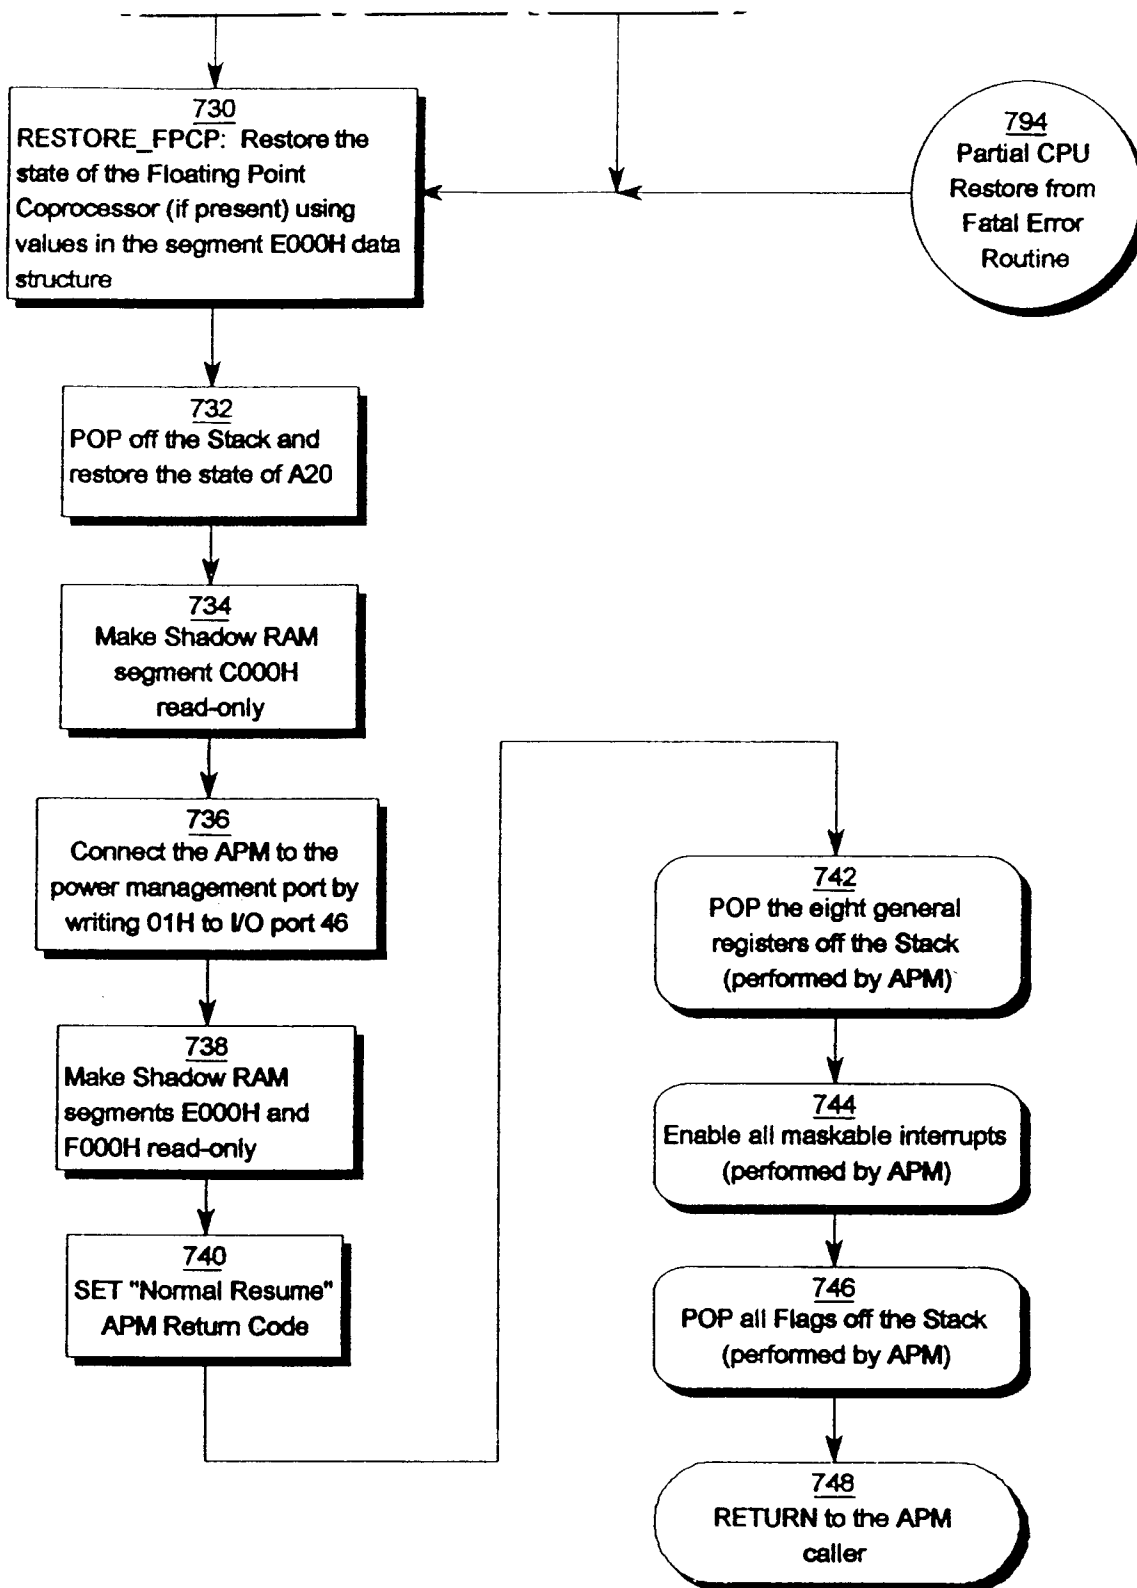 730
RESTORE_FPCP: Restore the
state of the Floating Point
Coprocessor (if present) using
values in the segment E000H data
structure
794
Partial CPU
Restore from
Fatal Error
Routine
732
POP off the Stack and
restore the state of A20
734
Make Shadow RAM
segment C000H
read-only
736
Connect the APM to the
power management port by
writing 01H to I/O port 46
738
Make Shadow RAM
segments E000H and
F000H read-only
740
SET "Normal Resume"
APM Return Code
742
POP the eight general
registers off the Stack
(performed by APM)
744
Enable all maskable interrupts
(performed by APM)
746
POP all Flags off the Stack
(performed by APM)
748
RETURN to the APM
caller